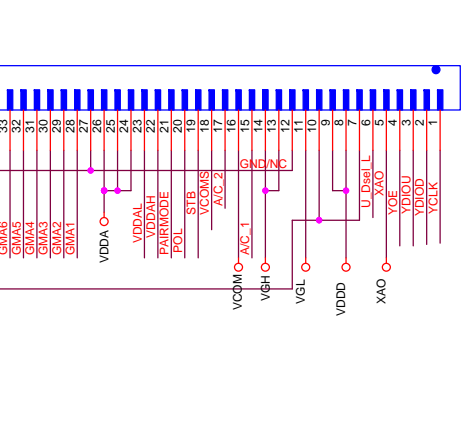 33 32 31 30 29 28 27 26 25 24 23 22 21 20 19 18 17 16 15 14 13 12 11 10 9 8 7 6 5 4 3 2 1
GND/NC
GMA6
GMA5
GMA4
GMA3
GMA2
GMA1
VDDAL
VDDAH
PAIRMODE
POL
STB
VCOMS
A/C_2
A/C_1
U_Dsel_L
XAO
YOE
YDIOU
YDIOD
YCLK
VDDA
VCOM
VGH
VGL
VDDD
XAO